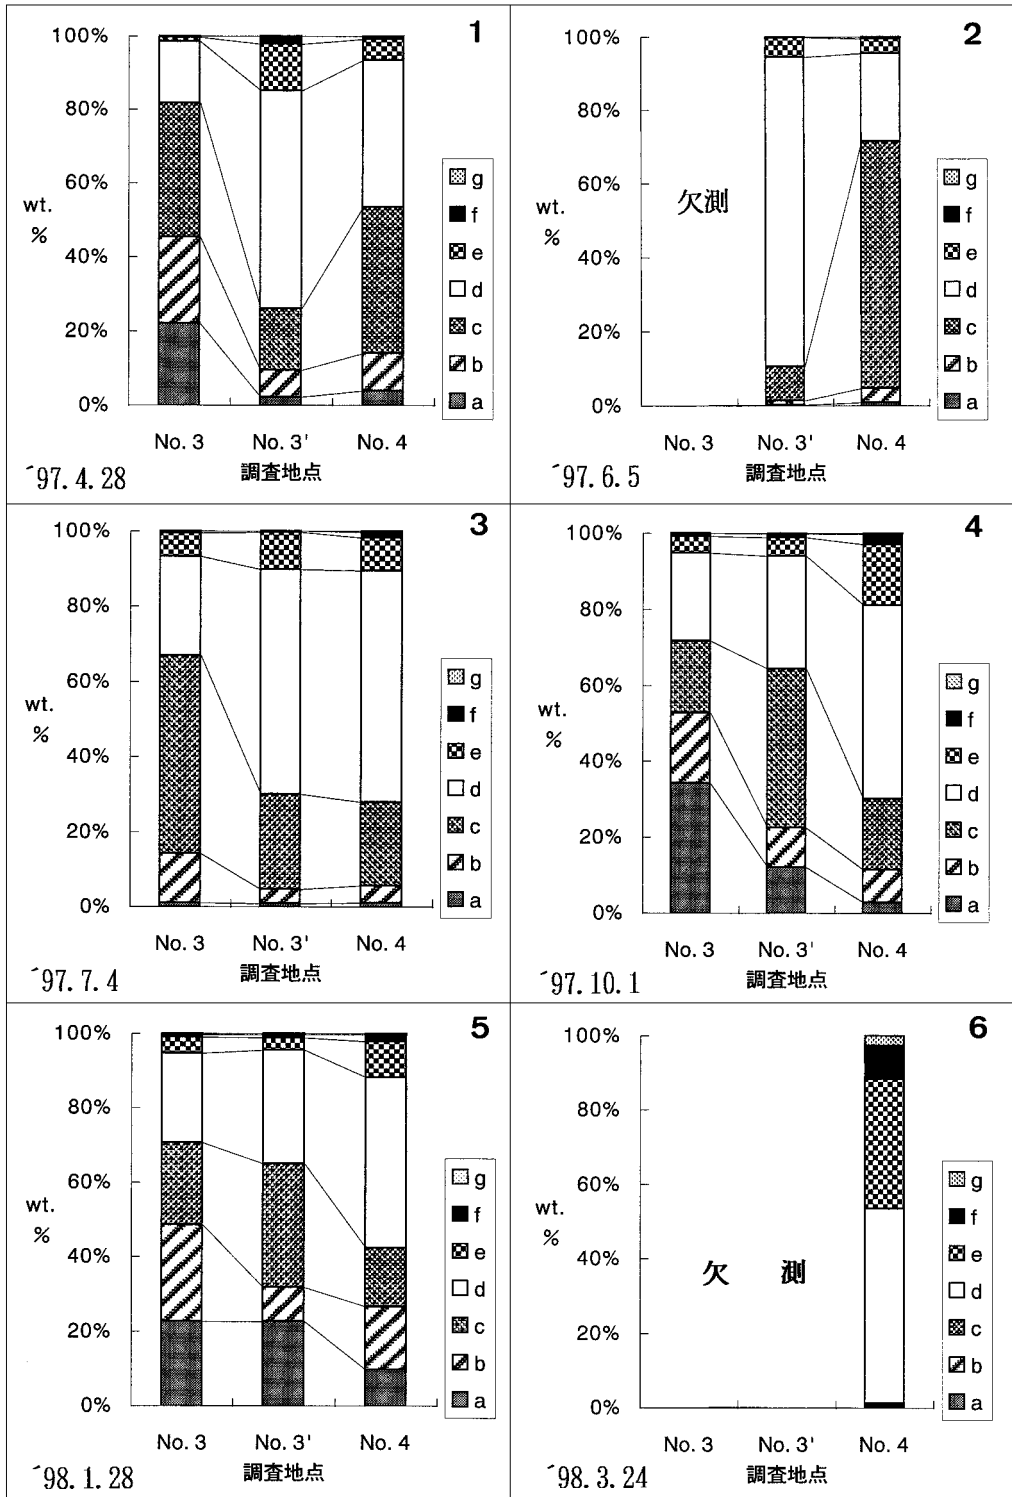 1
100%
80%
60%
wt.
%
40%
20%
0%
g
f
e
d
c
b
a
No. 3
No. 3'
No. 4
調査地点
´97. 4. 28
2
100%
80%
60%
wt.
%
40%
20%
0%
欠測
g
f
e
d
c
b
a
No. 3
No. 3'
No. 4
調査地点
´97. 6. 5
3
100%
80%
60%
wt.
%
40%
20%
0%
g
f
e
d
c
b
a
No. 3
No. 3'
No. 4
調査地点
´97. 7. 4
4
100%
80%
60%
wt.
%
40%
20%
0%
g
f
e
d
c
b
a
No. 3
No. 3'
No. 4
調査地点
´97. 10. 1
5
100%
80%
60%
wt.
%
40%
20%
0%
g
f
e
d
c
b
a
No. 3
No. 3'
No. 4
調査地点
´98. 1. 28
6
100%
80%
60%
wt.
%
40%
20%
0%
欠 測
g
f
e
d
c
b
a
No. 3
No. 3'
No. 4
調査地点
´98. 3. 24